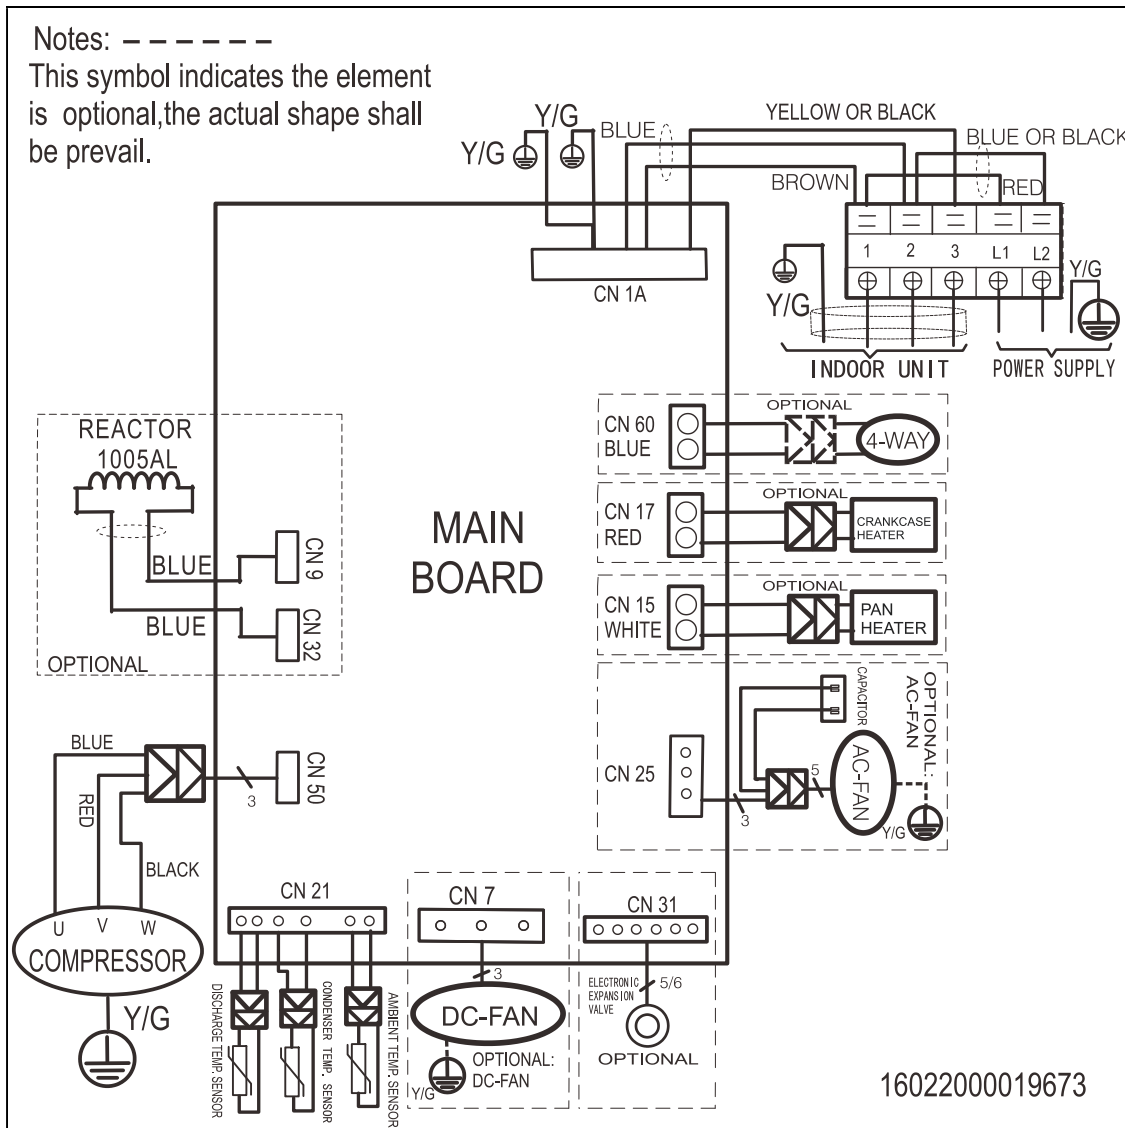 Notes: ― ― ― ― ― ―
This symbol indicates the element
is optional,the actual shape shall
be prevail.
Y/G
Y/G
BLUE
YELLOW OR BLACK
BLUE OR BLACK
BROWN
RED
1 2 3 L1 L2
CN 1A
Y/G
Y/G
INDOOR UNIT
POWER SUPPLY
REACTOR
1005AL
BLUE
CN 9
BLUE
CN 32
OPTIONAL
MAIN
BOARD
CN 60
BLUE
OPTIONAL
4-WAY
CN 17
RED
OPTIONAL
CRANKCASE
HEATER
CN 15
WHITE
OPTIONAL
PAN
HEATER
CN 25
3
CAPACITOR
5
AC-FAN
OPTIONAL:
AC-FAN
Y/G
BLUE
RED
BLACK
3
CN 50
U V W
COMPRESSOR
Y/G
CN 21
DISCHARGE TEMP.SENSOR
CONDENSER TEMP. SENSOR
AMBIENT TEMP.SENSOR
CN 7
3
DC-FAN
Y/G
OPTIONAL:
DC-FAN
CN 31
ELECTRONIC
EXPANSION
VALVE
5/6
OPTIONAL
16022000019673